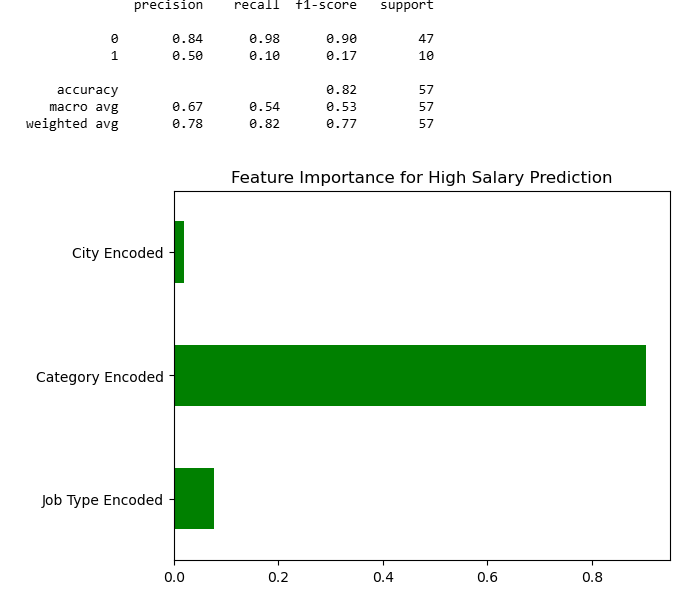 precision recall f1-score support
0 0.84 0.98 0.90 47
1 0.50 0.10 0.17 10
accuracy 0.82 57
macro avg 0.67 0.54 0.53 57
weighted avg 0.78 0.82 0.77 57
Feature Importance for High Salary Prediction
City Encoded
Category Encoded
Job Type Encoded
0.0 0.2 0.4 0.6 0.8